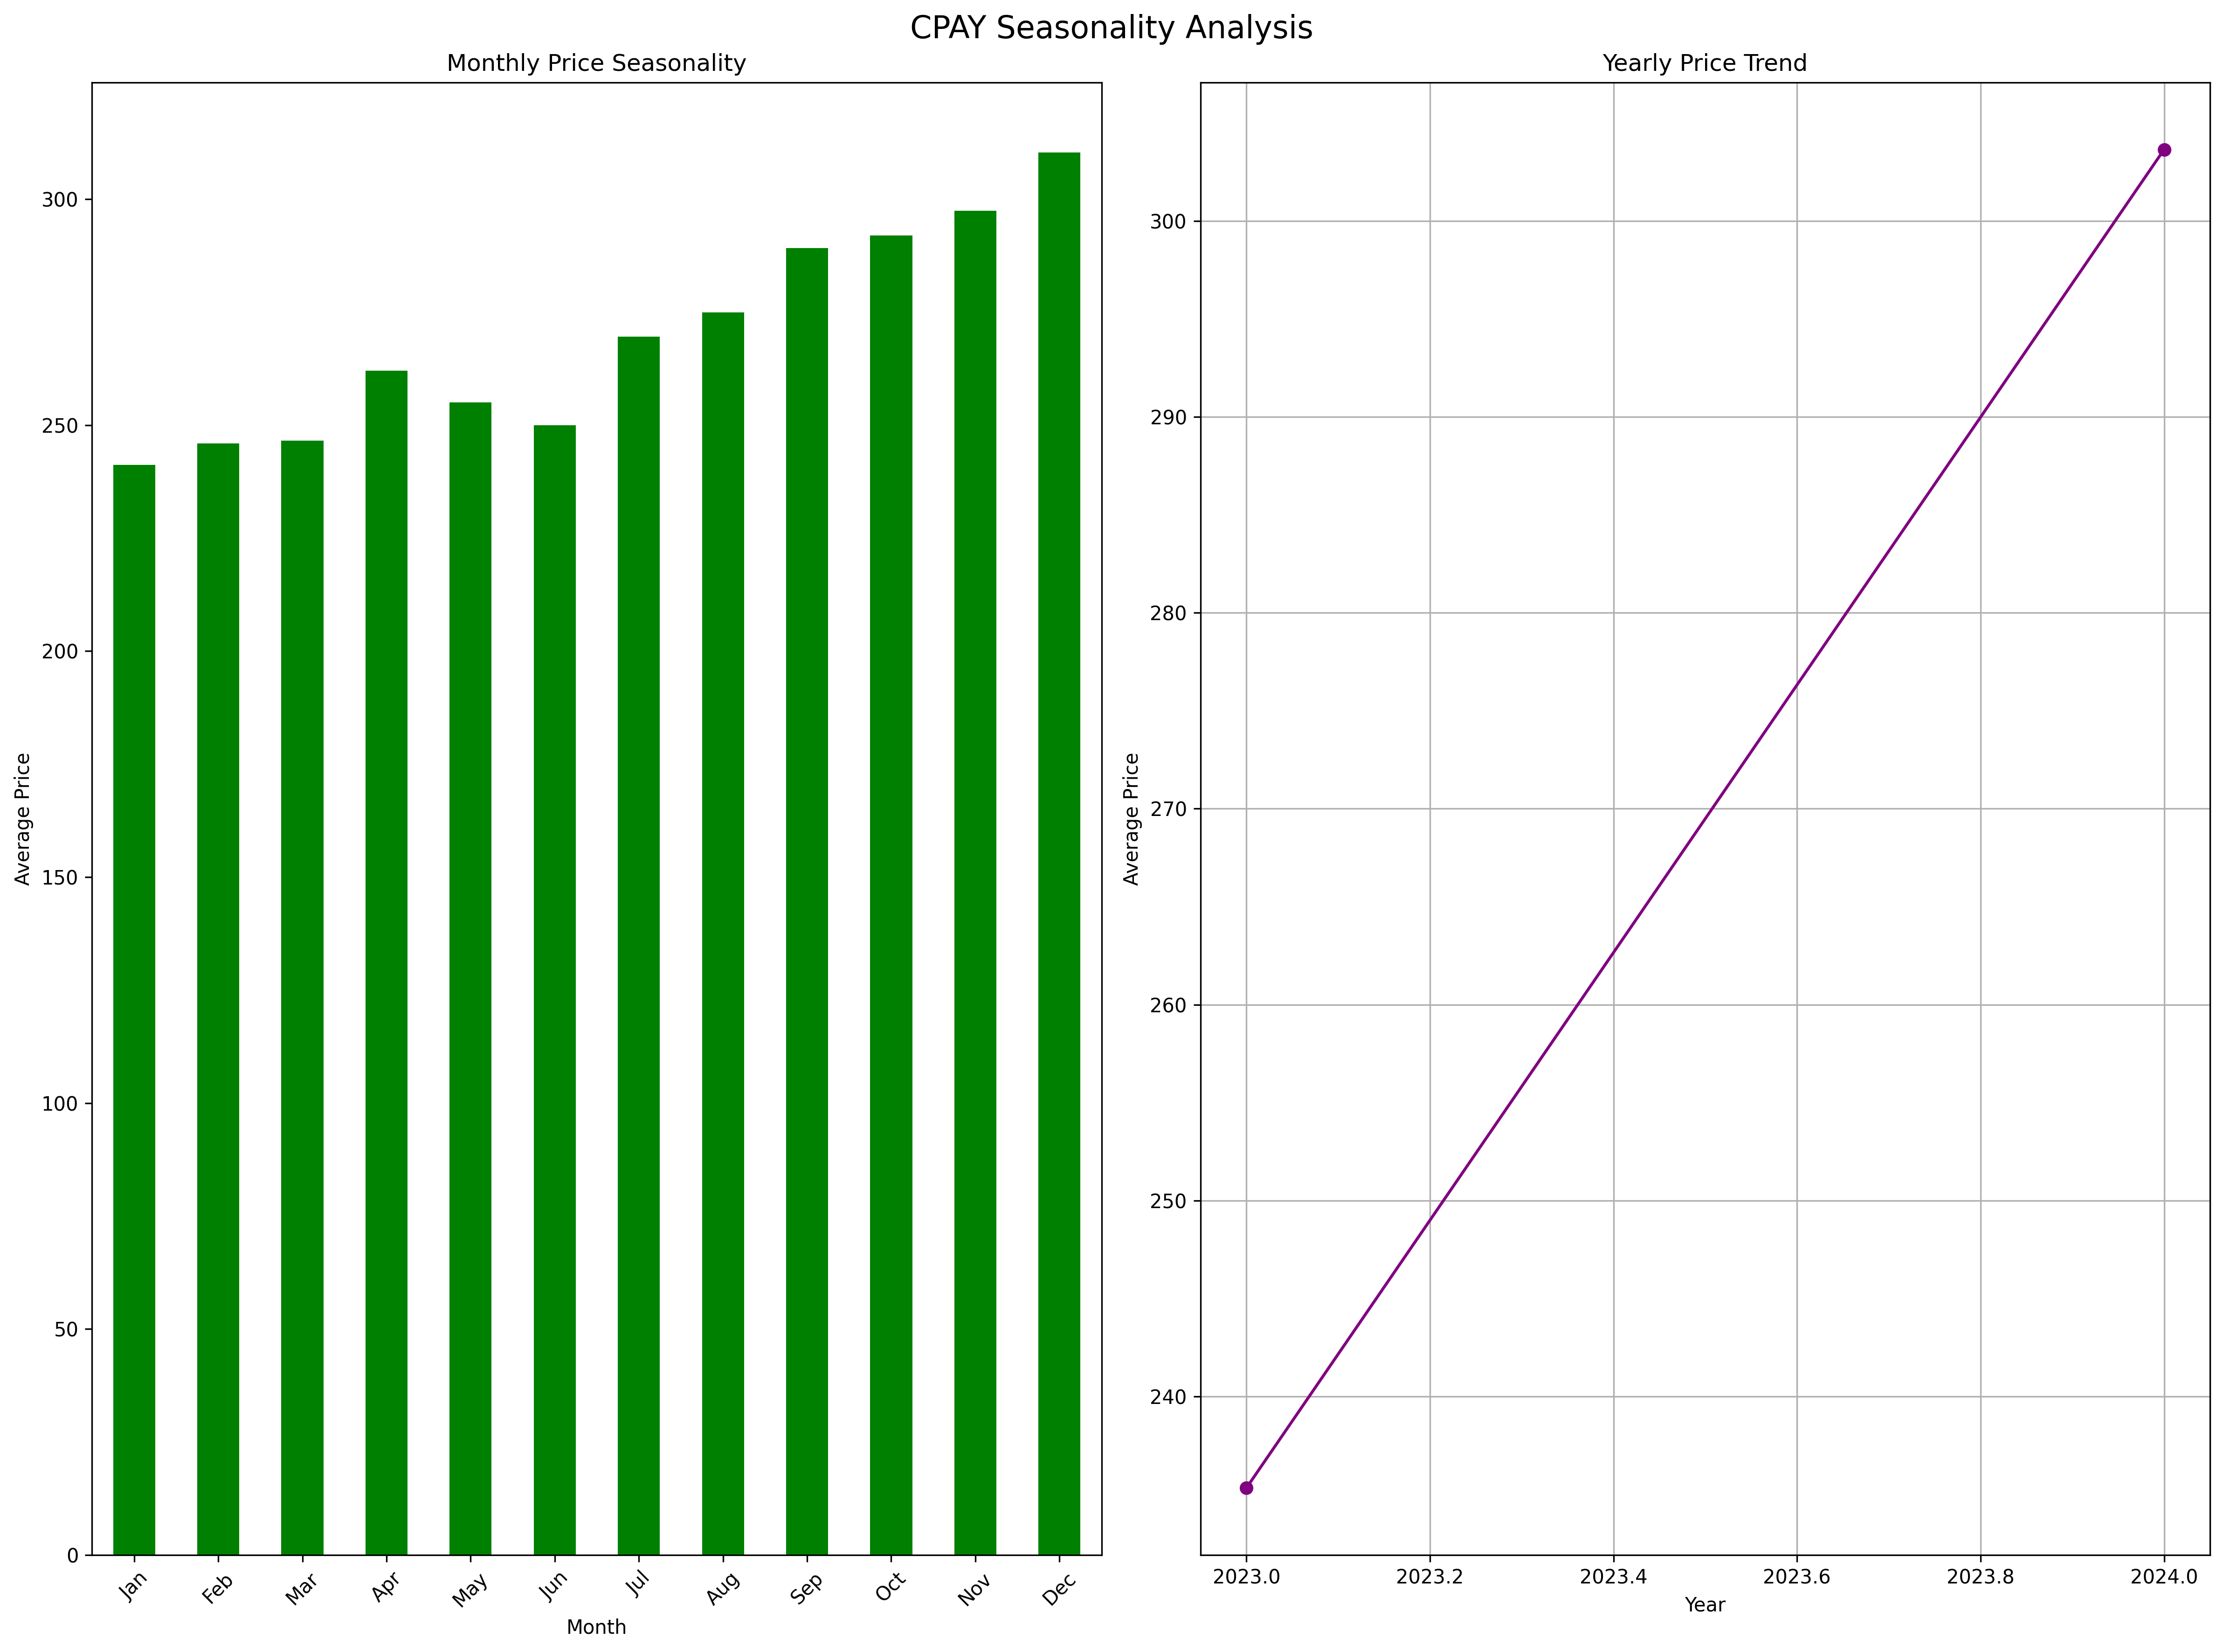 CPAY Seasonality Analysis
Monthly Price Seasonality
Average Price
300
250
200
150
100
50
0
Jan
Feb
Mar
Apr
May
Jun
Jul
Aug
Sep
Oct
Nov
Dec
Month
Yearly Price Trend
Average Price
300
290
280
270
260
250
240
2023.0
2023.2
2023.4
2023.6
2023.8
2024.0
Year